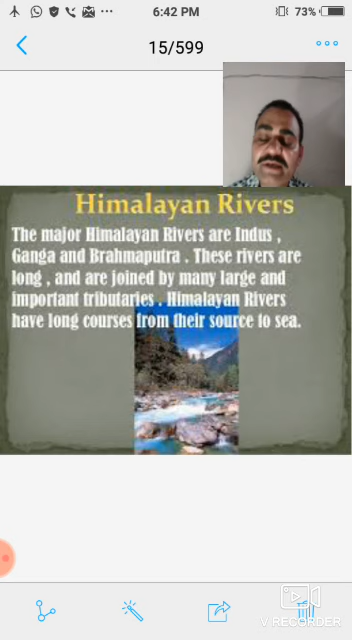 6:42 PM
73%
15/599
Himalayan Rivers
The major Himalayan Rivers are Indus ,
Ganga and Brahmaputra . These rivers are
long , and are joined by many large and
important tributaries . Himalayan Rivers
have long courses from their source to sea.
V.RECORDER